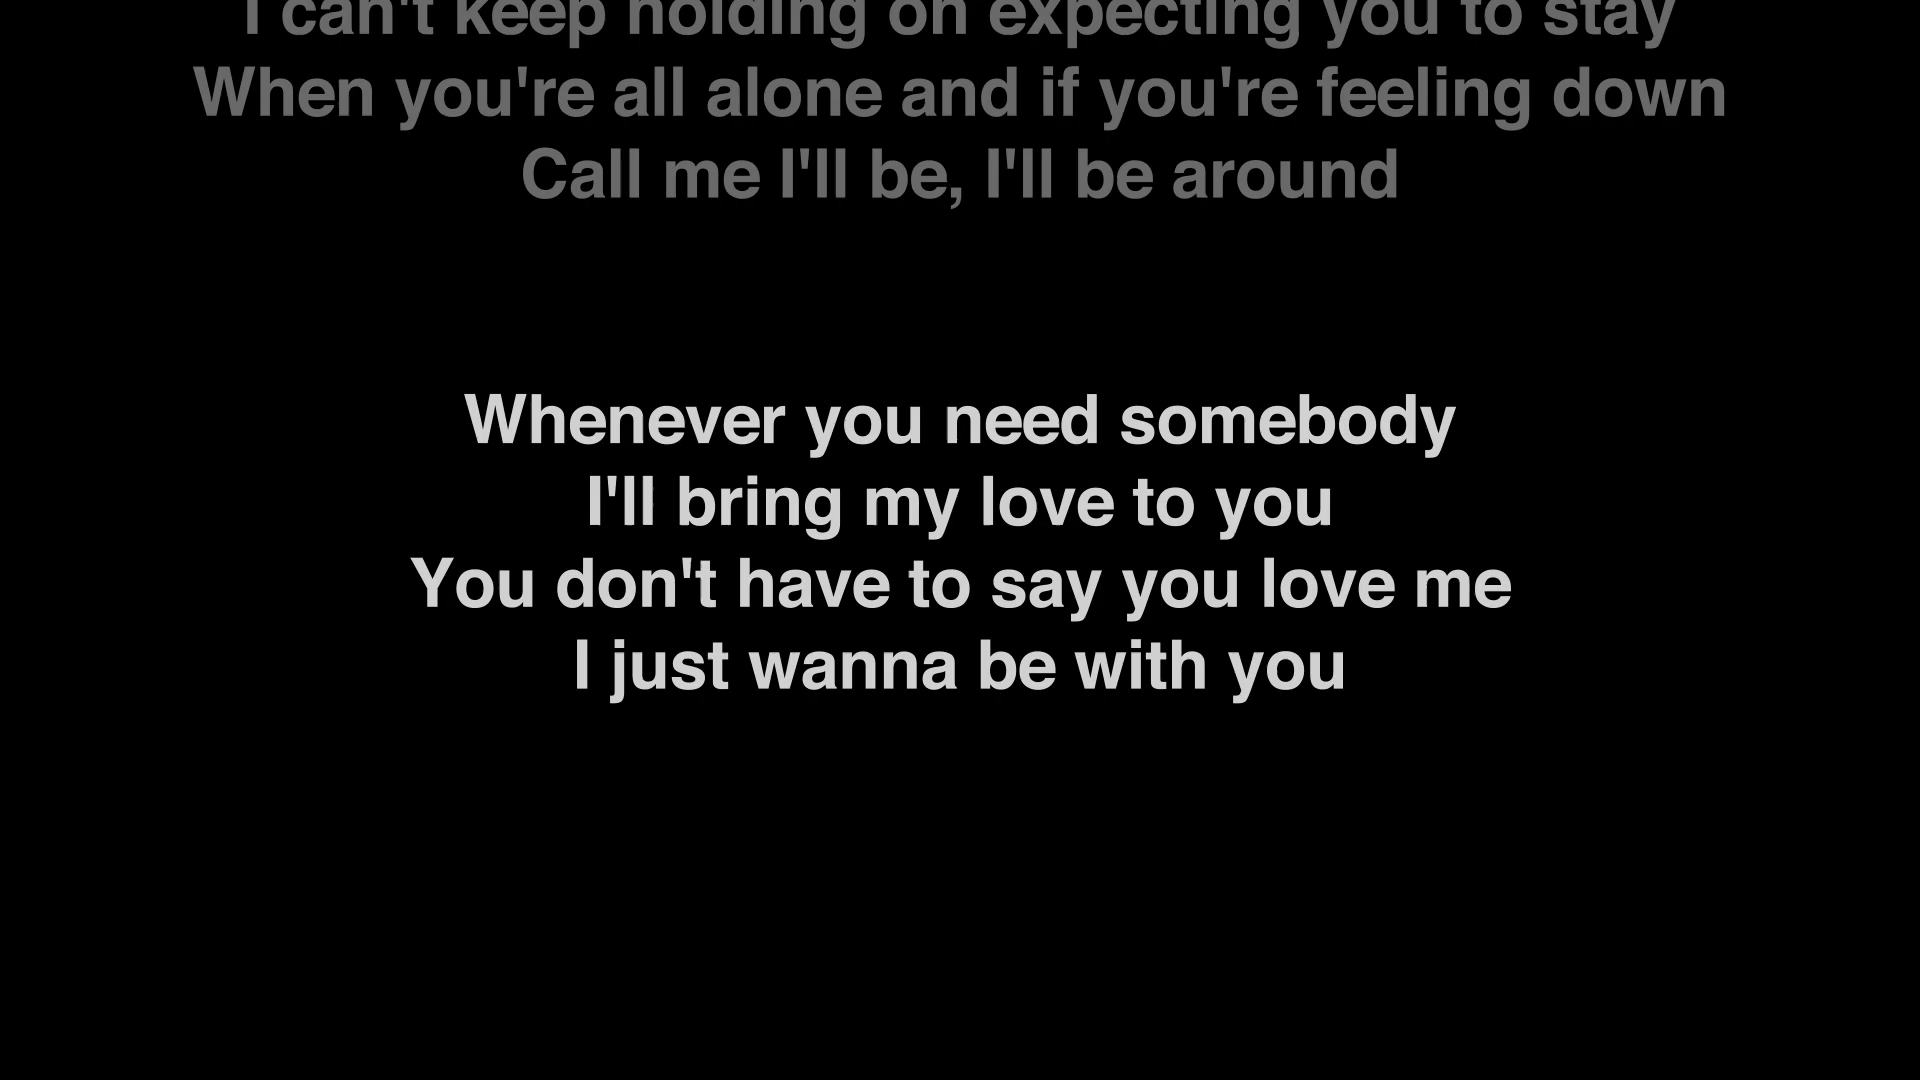 I can't keep holding on expecting you to stay
When you're all alone and if you're feeling down
Call me I'll be, I'll be around
Whenever you need somebody
I'll bring my love to you
You don't have to say you love me
I just wanna be with you